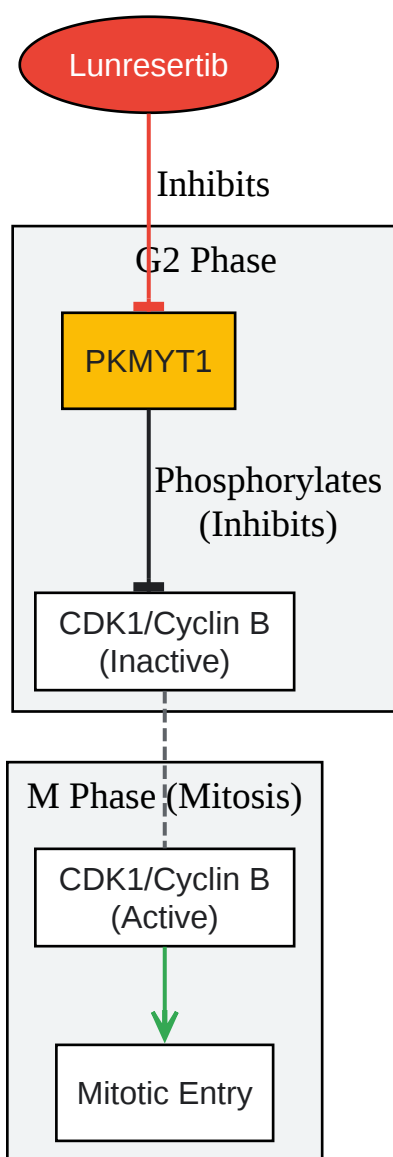 Lunresertib
Inhibits
G2 Phase
PKMYT1
Phosphorylates
(Inhibits)
CDK1/Cyclin B
(Inactive)
M Phase (Mitosis)
CDK1/Cyclin B
(Active)
Mitotic Entry